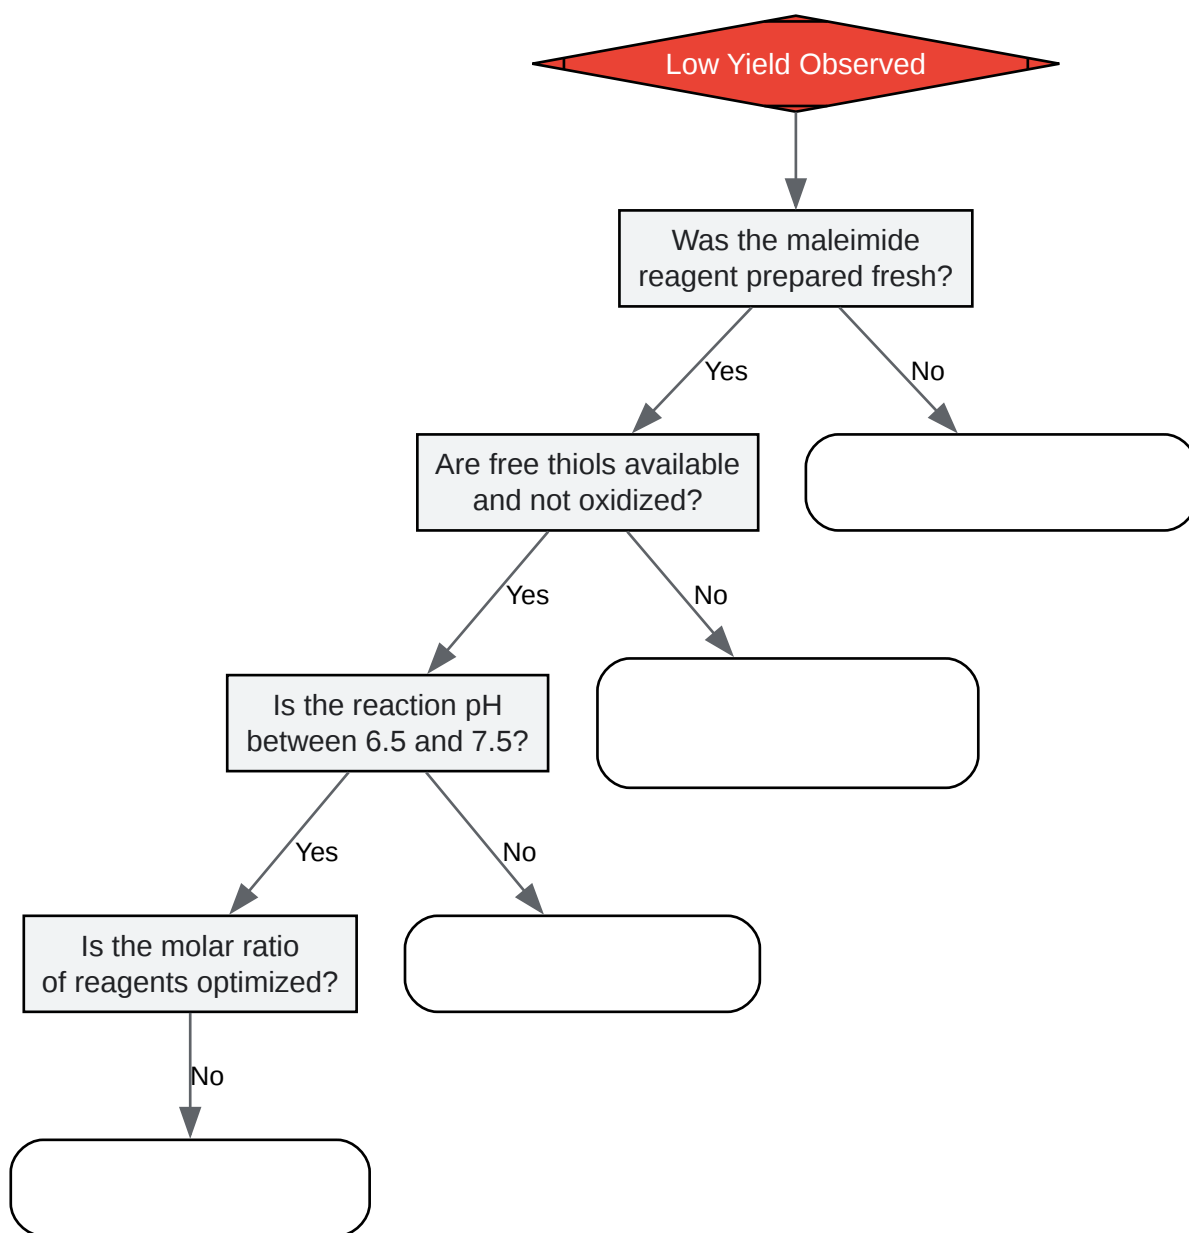 Low Yield Observed
Was the maleimide
reagent prepared fresh?
Yes
No
Are free thiols available
and not oxidized?
Yes
No
Is the reaction pH
between 6.5 and 7.5?
Yes
No
Is the molar ratio
of reagents optimized?
No